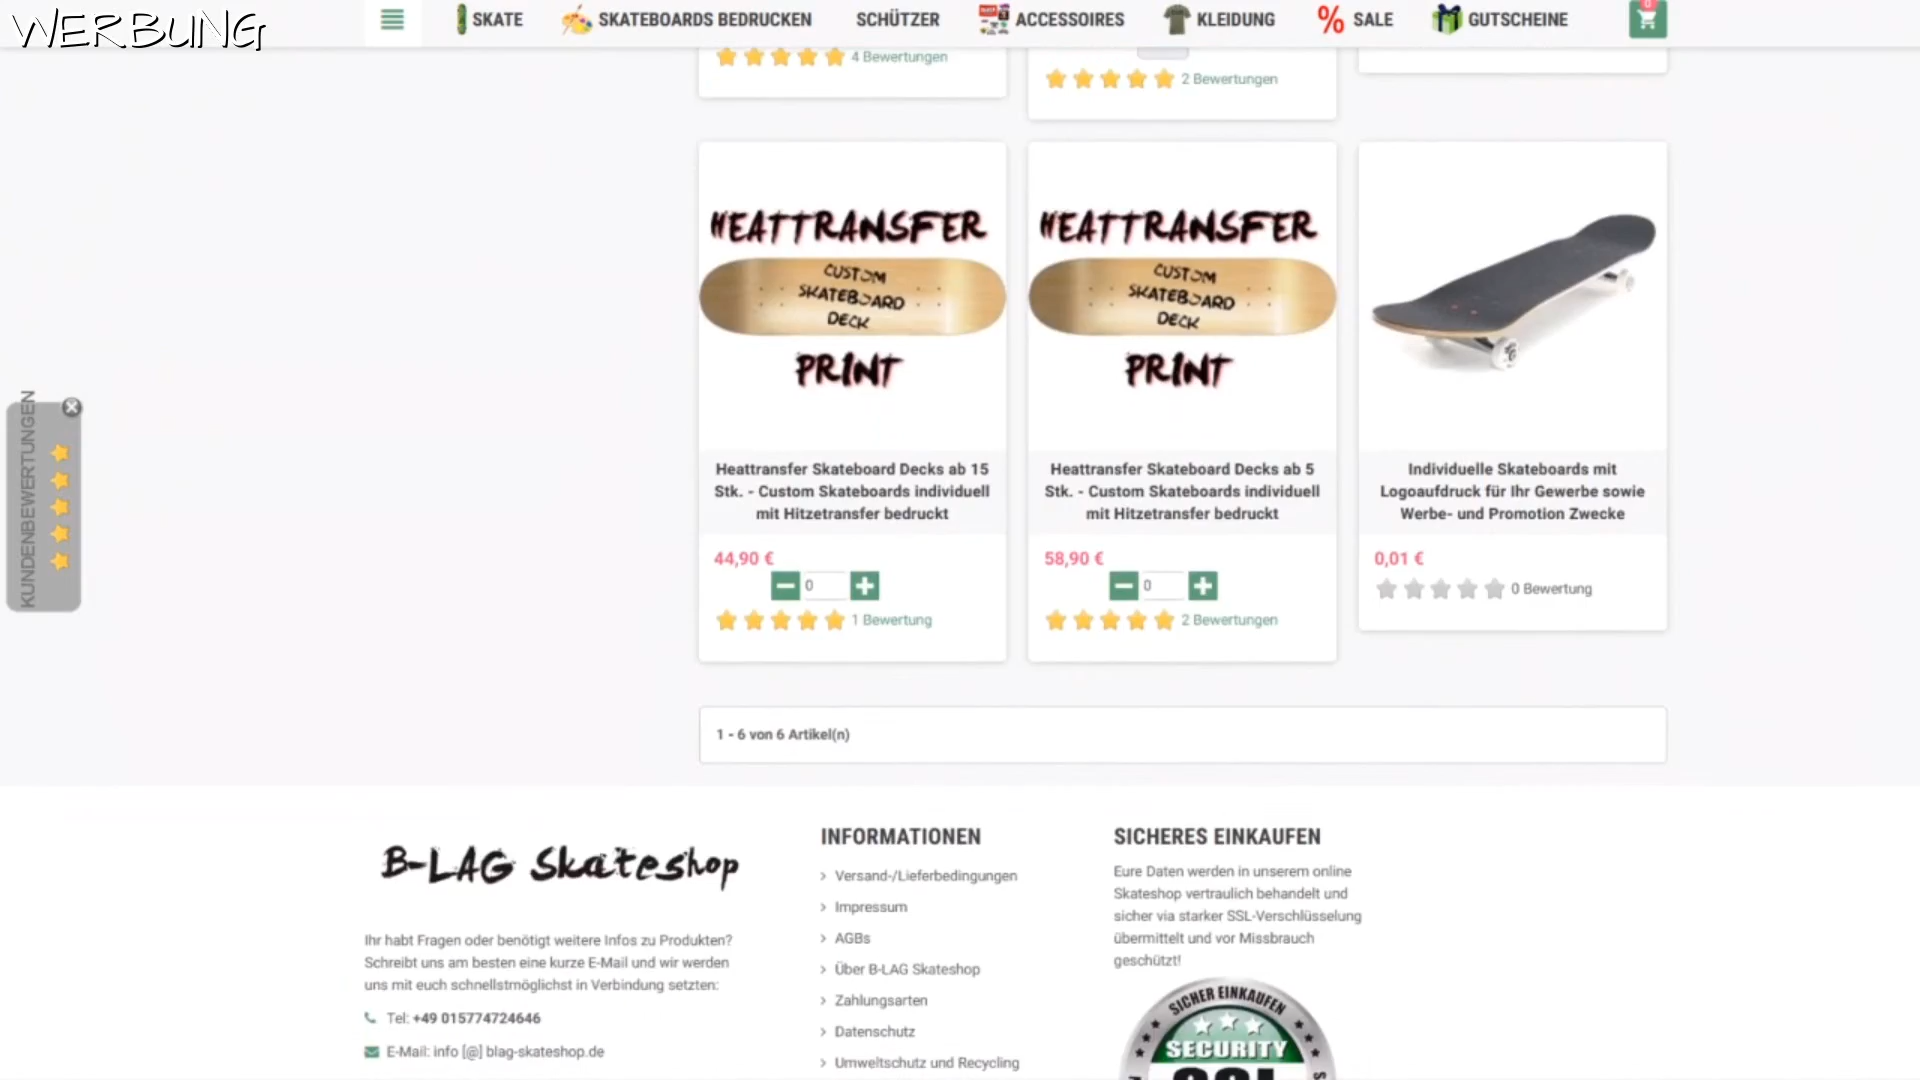 WERBUNG
SKATE
SKATEBOARDS BEDRUCKEN
SCHÜTZER
ACCESSOIRES
KLEIDUNG
% SALE
GUTSCHEINE
0
4 Bewertungen
2 Bewertungen
HEATTRANSFER
CUSTOM
SKATEBOARD
DECK
PRINT
HEATTRANSFER
CUSTOM
SKATEBOARD
DECK
PRINT
KUNDENBEWERTUNGEN
Heattransfer Skateboard Decks ab 15
Stk. - Custom Skateboards individuell
mit Hitzetransfer bedruckt
44,90 €
0
1 Bewertung
Heattransfer Skateboard Decks ab 5
Stk. - Custom Skateboards individuell
mit Hitzetransfer bedruckt
58,90 €
0
2 Bewertungen
Individuelle Skateboards mit
Logoaufdruck für Ihr Gewerbe sowie
Werbe- und Promotion Zwecke
0,01 €
0 Bewertung
1 - 6 von 6 Artikel(n)
B-LAG Skateshop
Ihr habt Fragen oder benötigt weitere Infos zu Produkten?
Schreibt uns am besten eine kurze E-Mail und wir werden
uns mit euch schnellstmöglichst in Verbindung setzten:
Tel: +49 015774724646
E-Mail: info [@] blag-skateshop.de
INFORMATIONEN
Versand-/Lieferbedingungen
Impressum
AGBs
Über B-LAG Skateshop
Zahlungsarten
Datenschutz
Umweltschutz und Recycling
SICHERES EINKAUFEN
Eure Daten werden in unserem online
Skateshop vertraulich behandelt und
sicher via starker SSL-Verschlüsselung
übermittelt und vor Missbrauch
geschützt!
SICHER EINKAUFEN
SECURITY
SSL